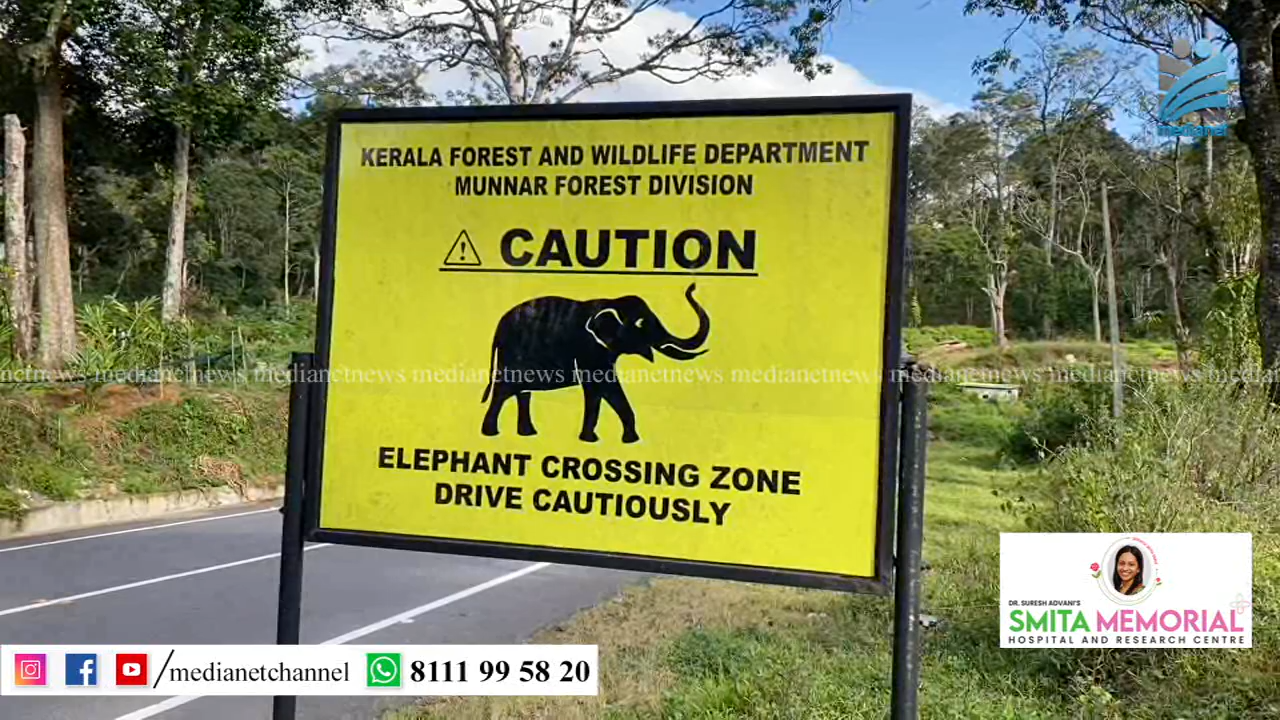 medianet
KERALA FOREST AND WILDLIFE DEPARTMENT
MUNNAR FOREST DIVISION
CAUTION
medianetnews medianetnews medianetnews medianetnews medianetnews medianetnews medianetnews
ELEPHANT CROSSING ZONE
DRIVE CAUTIOUSLY
DR. SURESH ADVANI'S
SMITA MEMORIAL
HOSPITAL AND RESEARCH CENTRE
/medianetchannel 8111 99 58 20